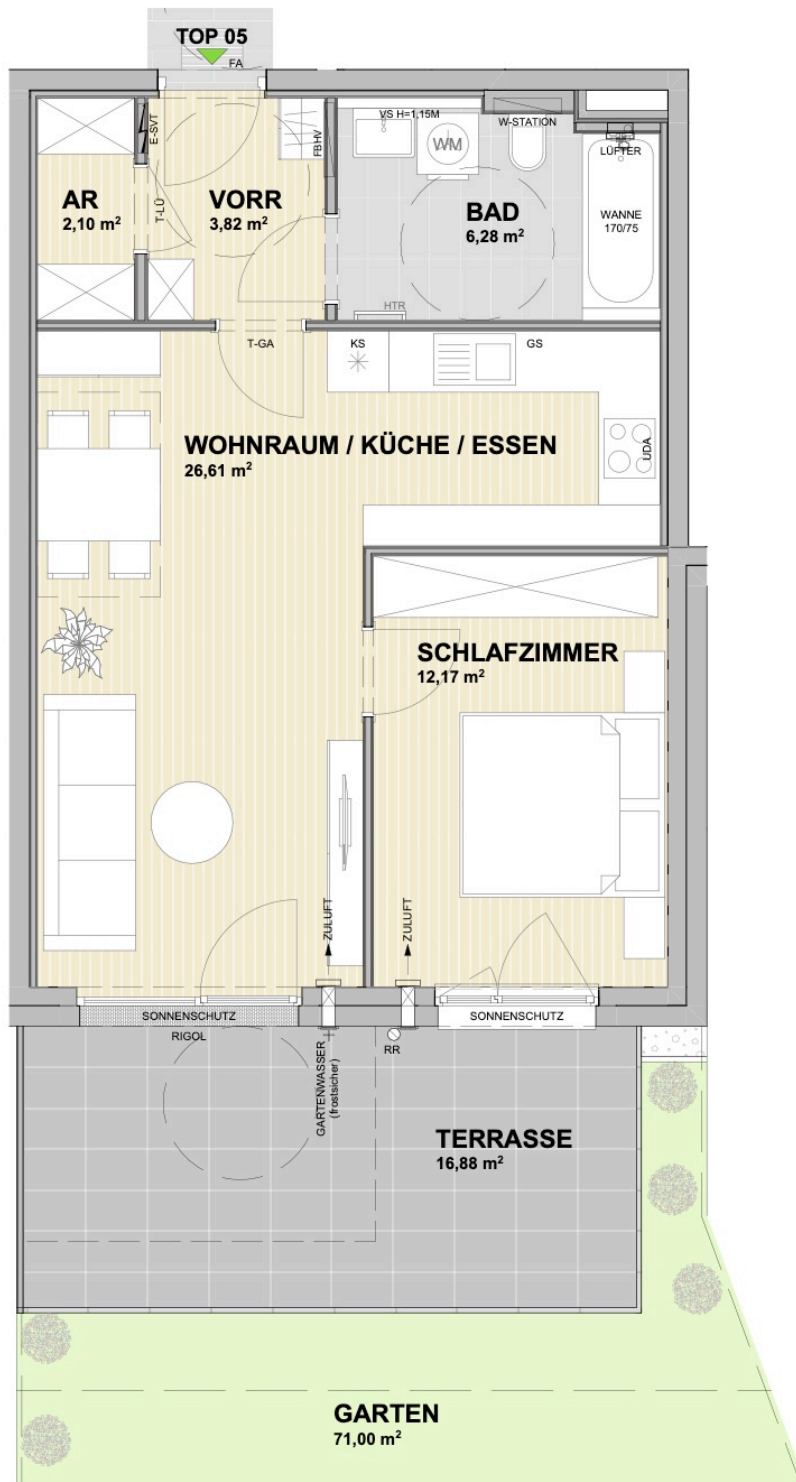 TOP 05
FA
E-SVT
FBHV
VS H=1,15M
WM
W-STATION
LÜFTER
AR
2,10 m²
T-LÜ
VORR
3,82 m²
BAD
6,28 m²
WANNE
170/75
HTR
T-GA
KS
GS
UDA
WOHNRAUM / KÜCHE / ESSEN
26,61 m²
SCHLAFZIMMER
12,17 m²
ZULUFT
ZULUFT
SONNENSCHUTZ
SONNENSCHUTZ
RIGOL
GARTENWASSER
(frostsicher)
RR
TERRASSE
16,88 m²
GARTEN
71,00 m²